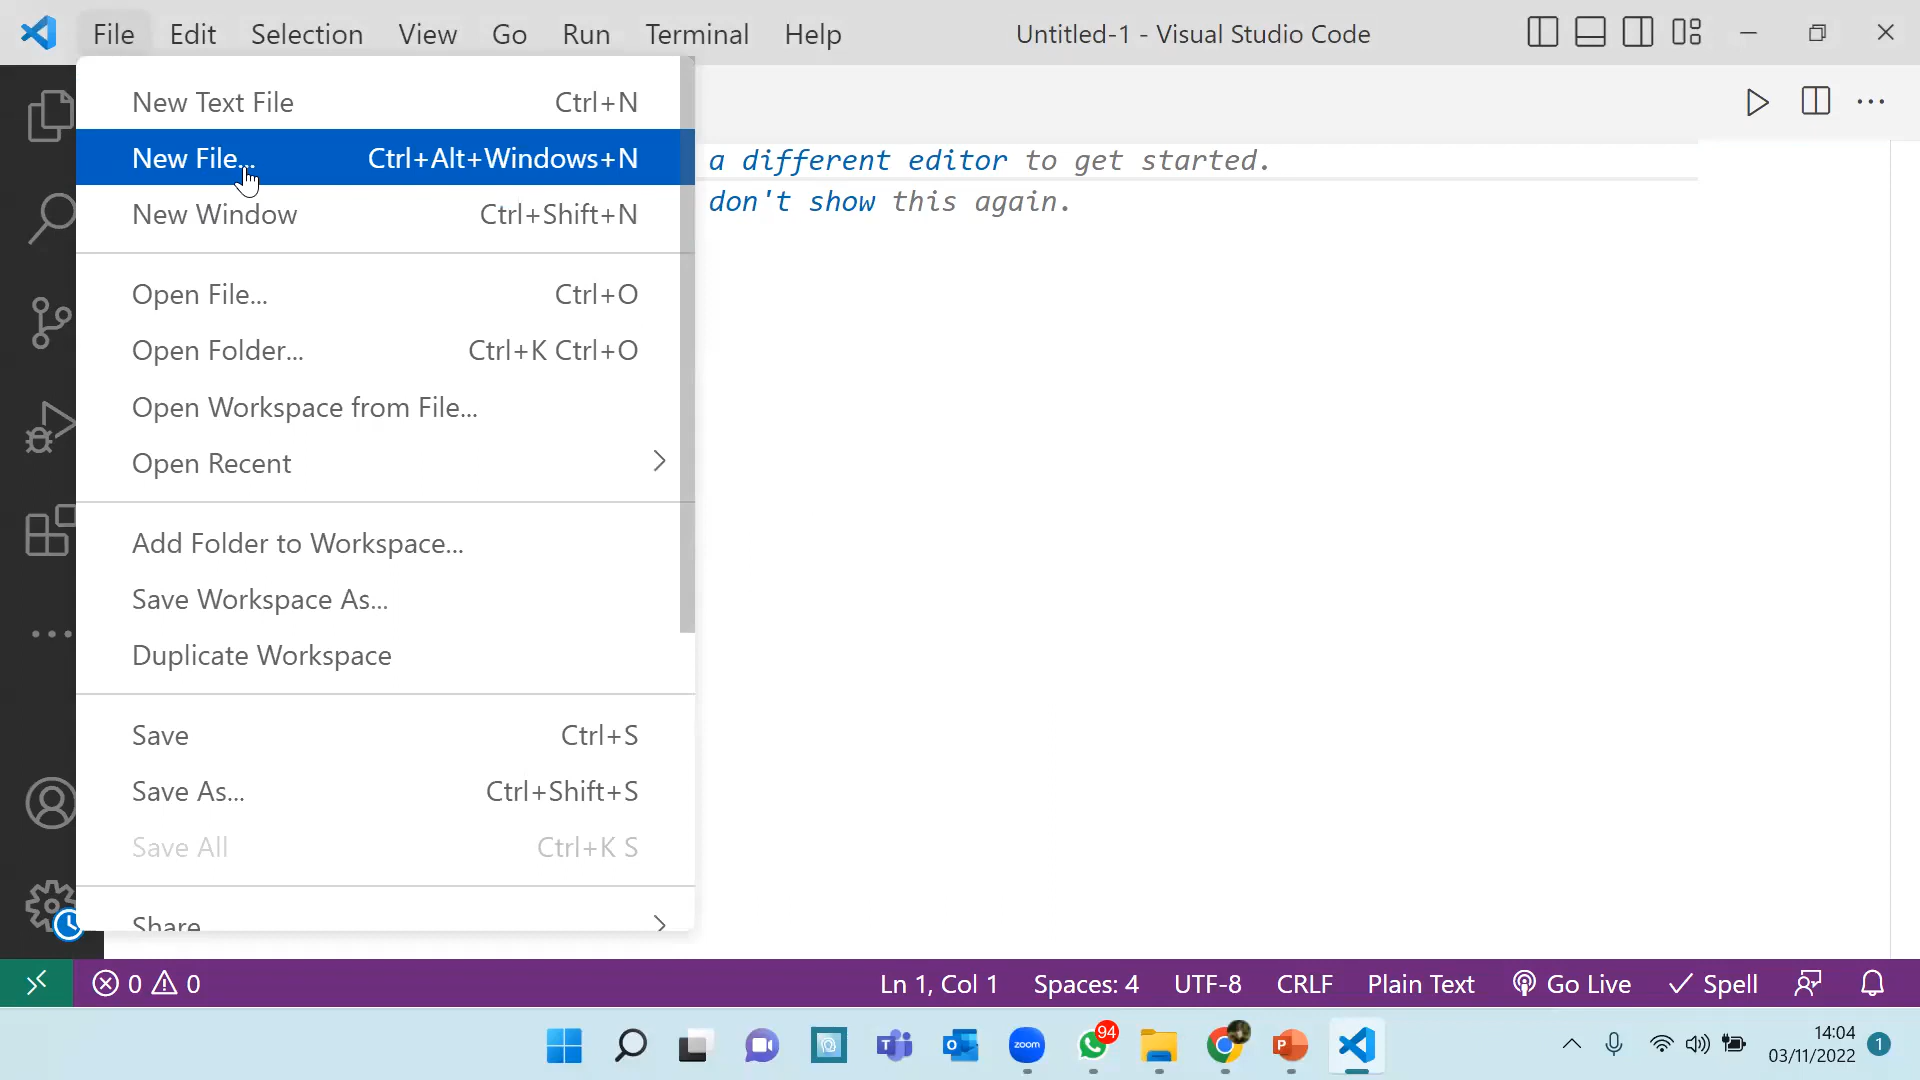 File Edit Selection View Go Run Terminal Help Untitled-1 - Visual Studio Code
New Text File Ctrl+N
New File... Ctrl+Alt+Windows+N a different editor to get started.
New Window Ctrl+Shift+N don't show this again.
Open File... Ctrl+O
Open Folder... Ctrl+K Ctrl+O
Open Workspace from File...
Open Recent
Add Folder to Workspace...
Save Workspace As...
Duplicate Workspace
Save Ctrl+S
Save As... Ctrl+Shift+S
Save All Ctrl+K S
Share
0 0 Ln 1, Col 1 Spaces: 4 UTF-8 CRLF Plain Text Go Live Spell
zoom 94 14:04
03/11/2022 1